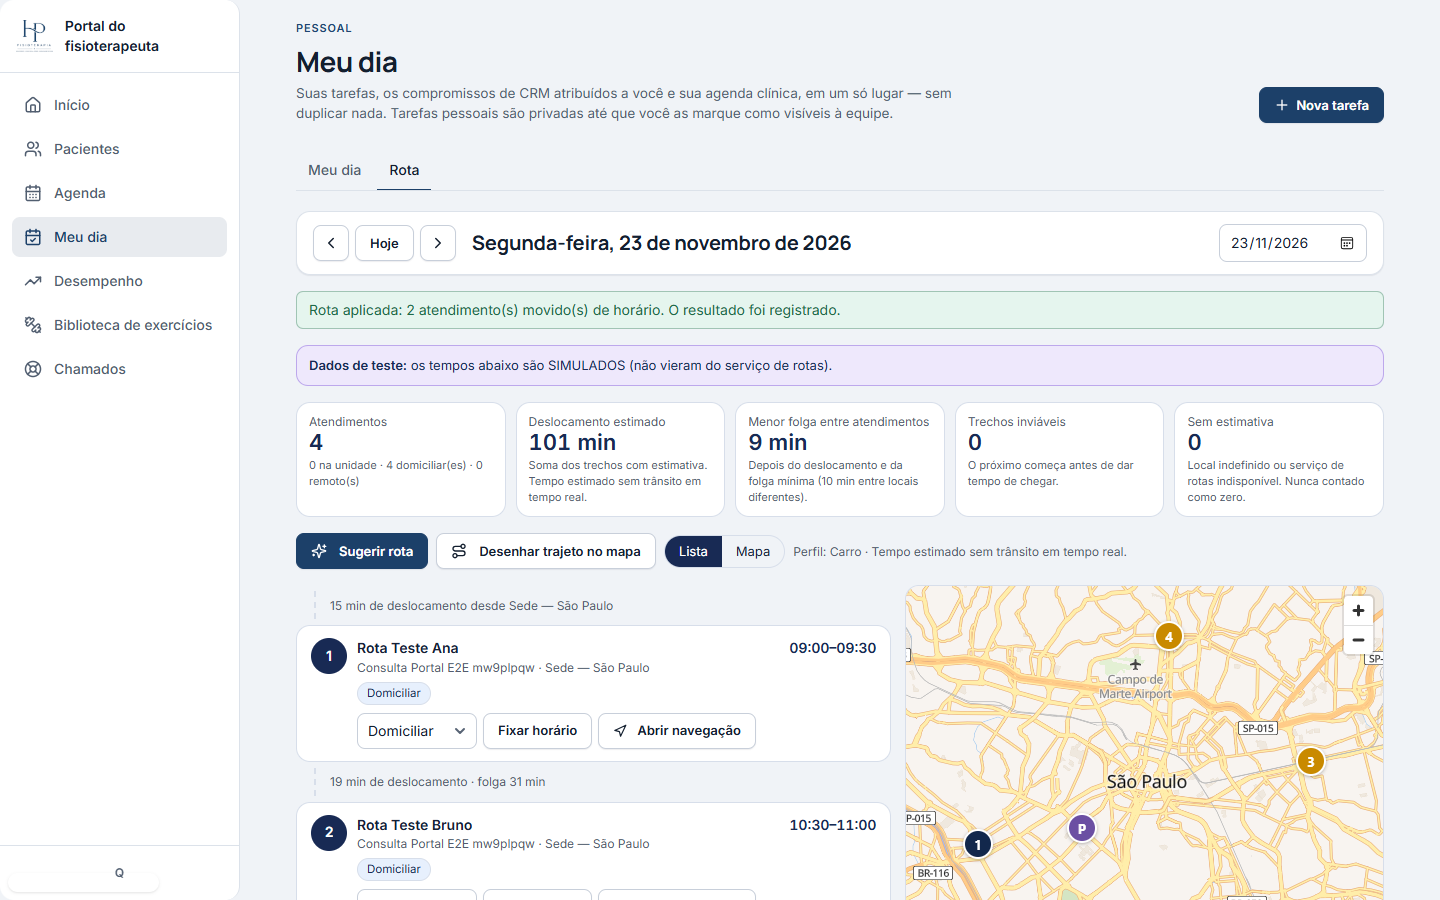 HP
FISIOTERAPIA
Portal do
fisioterapeuta
Início
Pacientes
Agenda
Meu dia
Desempenho
Biblioteca de exercícios
Chamados
Q
PESSOAL
Meu dia
Suas tarefas, os compromissos de CRM atribuídos a você e sua agenda clínica, em um só lugar — sem
duplicar nada. Tarefas pessoais são privadas até que você as marque como visíveis à equipe.
Nova tarefa
Meu dia
Rota
Hoje
Segunda-feira, 23 de novembro de 2026
23/11/2026
Rota aplicada: 2 atendimento(s) movido(s) de horário. O resultado foi registrado.
Dados de teste: os tempos abaixo são SIMULADOS (não vieram do serviço de rotas).
Atendimentos
4
0 na unidade · 4 domiciliar(es) · 0
remoto(s)
Deslocamento estimado
101 min
Soma dos trechos com estimativa.
Tempo estimado sem trânsito em
tempo real.
Menor folga entre atendimentos
9 min
Depois do deslocamento e da
folga mínima (10 min entre locais
diferentes).
Trechos inviáveis
0
O próximo começa antes de dar
tempo de chegar.
Sem estimativa
0
Local indefinido ou serviço de
rotas indisponível. Nunca contado
como zero.
Sugerir rota
Desenhar trajeto no mapa
Lista
Mapa
Perfil: Carro · Tempo estimado sem trânsito em tempo real.
15 min de deslocamento desde Sede — São Paulo
1
Rota Teste Ana
09:00–09:30
Consulta Portal E2E mw9plpqw · Sede — São Paulo
Domiciliar
Domiciliar
Fixar horário
Abrir navegação
19 min de deslocamento · folga 31 min
2
Rota Teste Bruno
10:30–11:00
Consulta Portal E2E mw9plpqw · Sede — São Paulo
Domiciliar
+
−
4
SP-
Campo de
Marte Airport
SP-015
3
São Paulo
P-015
P
1
BR-116